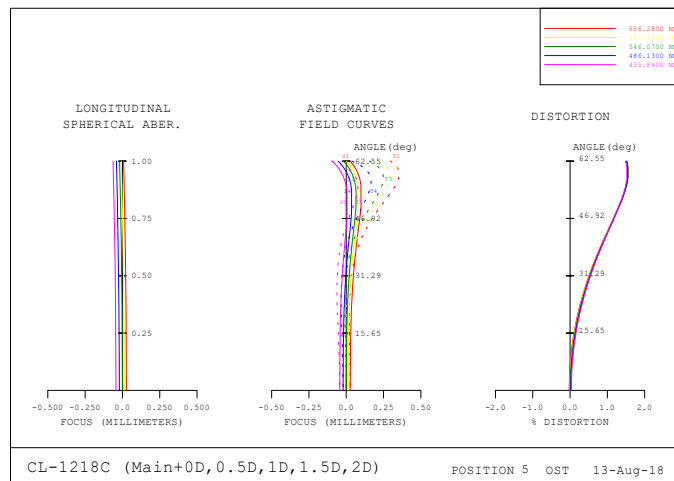 656.2800 N
546.0700 N
486.1300 N
435.8400 N
LONGITUDINAL
SPHERICAL ABER.
ASTIGMATIC
FIELD CURVES
DISTORTION
ANGLE(deg)
ANGLE(deg)
1.00
62.55
62.55
0.75
46.92
46.92
0.50
31.29
31.29
0.25
15.65
15.65
-0.500 -0.250 0.0 0.250 0.500
-0.50 -0.25 0.00 0.25 0.50
-2.0 -1.0 0.0 1.0 2.0
FOCUS (MILLIMETERS)
FOCUS (MILLIMETERS)
% DISTORTION
CL-1218C (Main+0D,0.5D,1D,1.5D,2D)
POSITION 5 OST 13-Aug-18